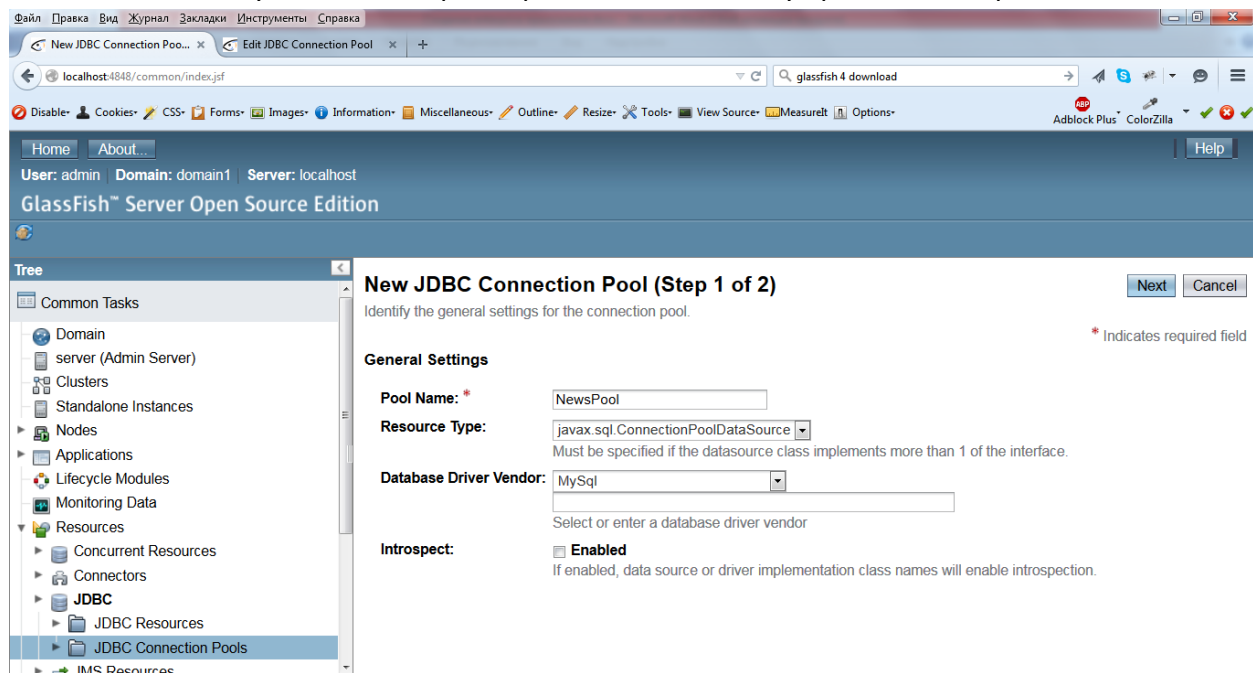 Файл Правка Вид Журнал Закладки Инструменты Справка
New JDBC Connection Poo... × Edit JDBC Connection Pool × +
localhost:4848/common/index.jsf glassfish 4 download
Disable Cookies CSS Forms Images Information Miscellaneous Outline Resize Tools View Source MeasureIt Options ABP Adblock Plus ColorZilla
Home About... Help
User: admin Domain: domain1 Server: localhost
GlassFish™ Server Open Source Edition
Tree
Common Tasks
Domain
server (Admin Server)
Clusters
Standalone Instances
Nodes
Applications
Lifecycle Modules
Monitoring Data
Resources
Concurrent Resources
Connectors
JDBC
JDBC Resources
JDBC Connection Pools
JMS Resources
New JDBC Connection Pool (Step 1 of 2) Next Cancel
Identify the general settings for the connection pool.
* Indicates required field
General Settings
Pool Name: * NewsPool
Resource Type: javax.sql.ConnectionPoolDataSource
Must be specified if the datasource class implements more than 1 of the interface.
Database Driver Vendor: MySql
Select or enter a database driver vendor
Introspect: Enabled
If enabled, data source or driver implementation class names will enable introspection.